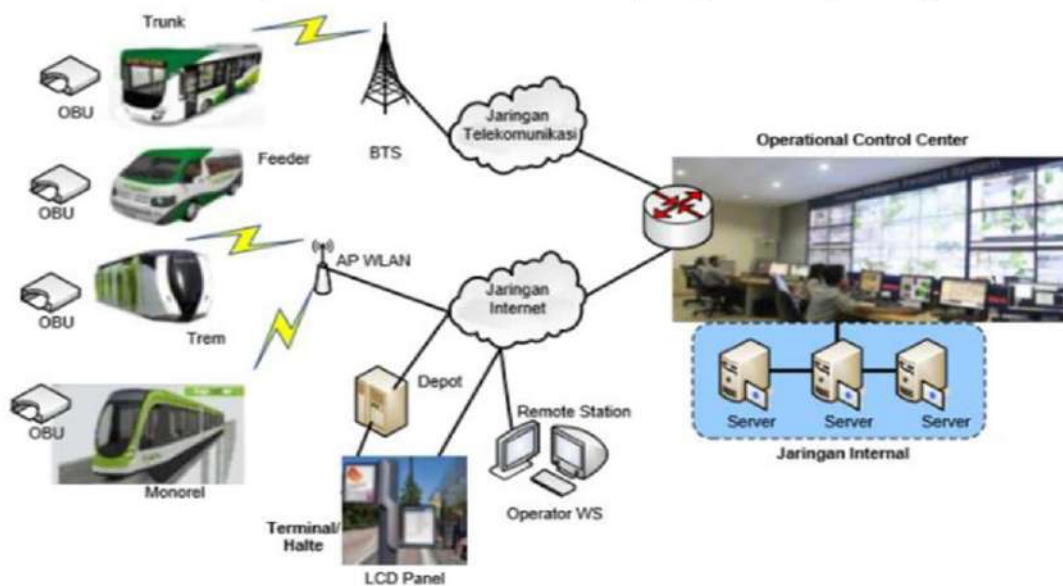 Trunk
OBU
BTS
Jaringan
Telekomunikasi
Operational Control Center
Feeder
OBU
AP WLAN
Jaringan
Internet
OBU
Trem
Depot
Remote Station
Server
Server
Server
OBU
Jaringan Internal
Monorel
Operator WS
Terminal/
Halte
LCD Panel